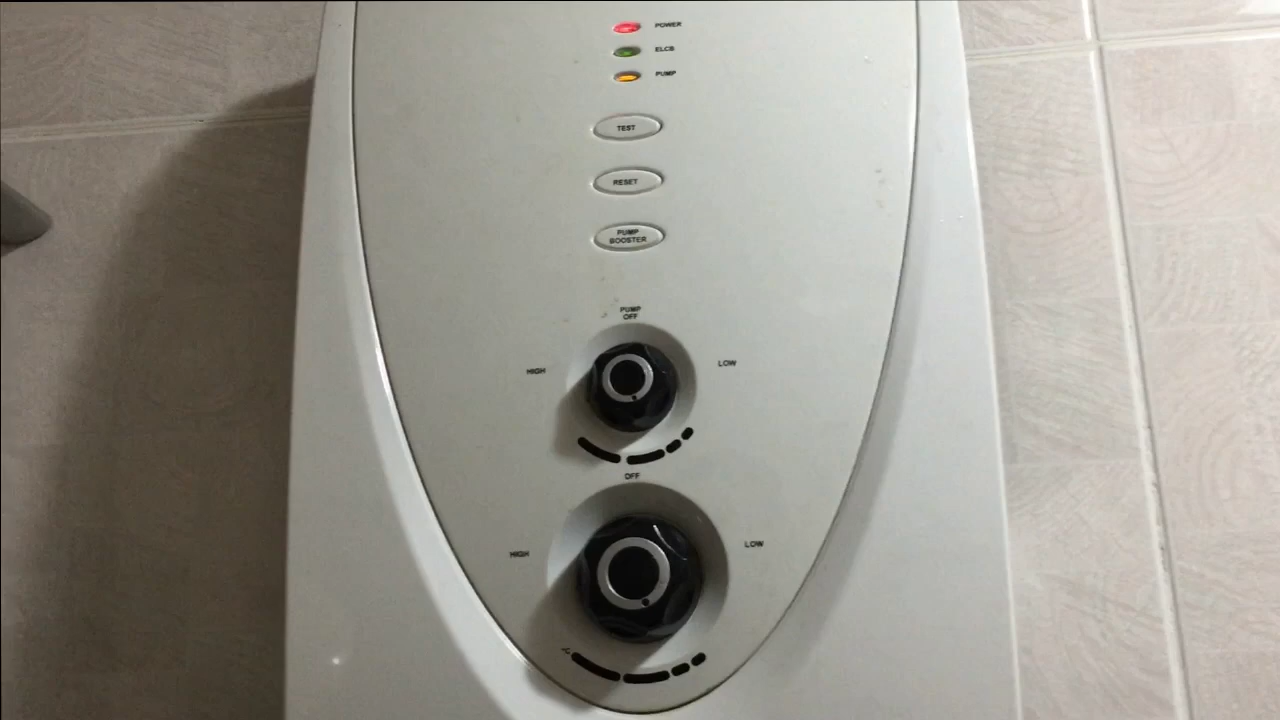 POWER
ELCB
PUMP
TEST
RESET
PUMP
BOOSTER
PUMP
OFF
HIGH
LOW
OFF
HIGH
LOW